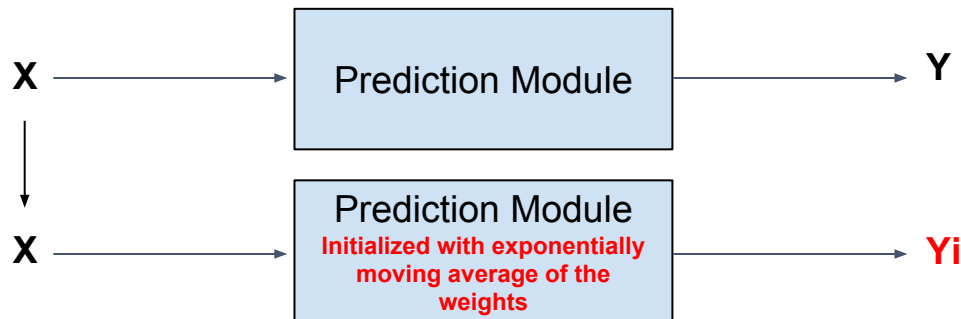 X
Prediction Module
Y
X
Prediction Module
Initialized with exponentially
moving average of the
weights
Yi